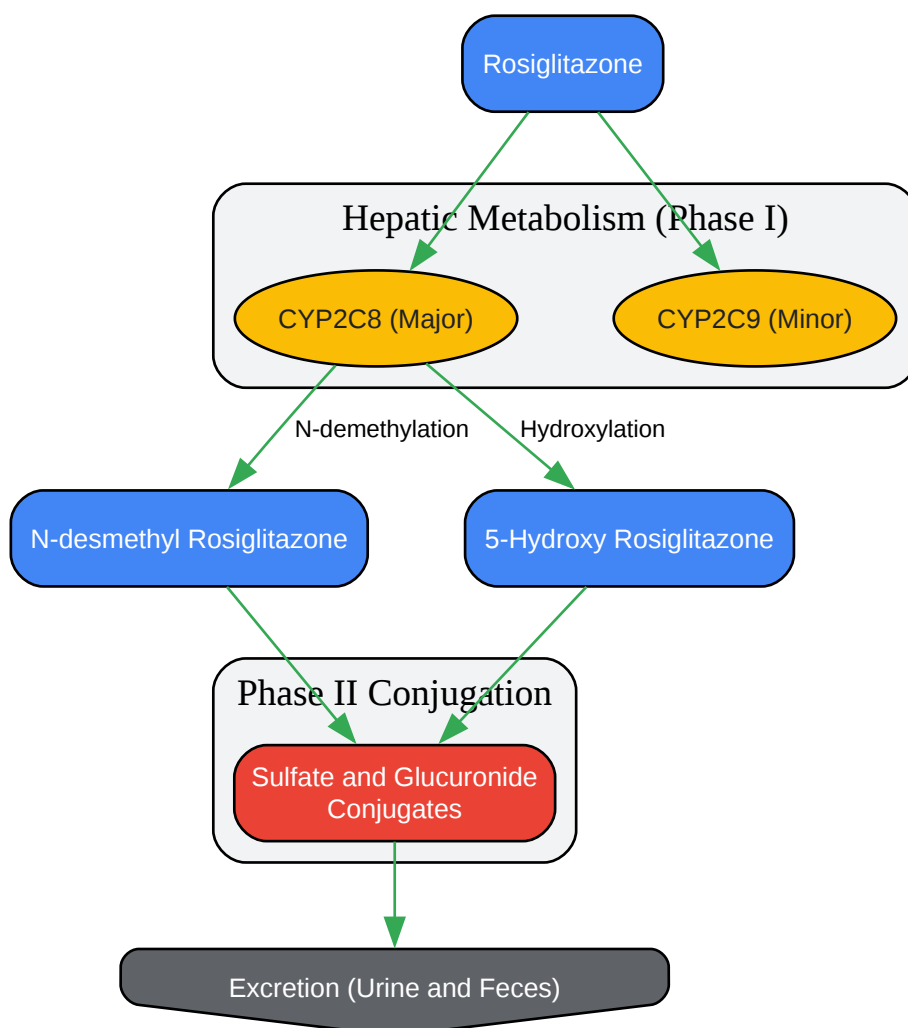 Rosiglitazone
Hepatic Metabolism (Phase I)
CYP2C8 (Major)
CYP2C9 (Minor)
N-demethylation
Hydroxylation
N-desmethyl Rosiglitazone
5-Hydroxy Rosiglitazone
Phase II Conjugation
Sulfate and Glucuronide
Conjugates
Excretion (Urine and Feces)